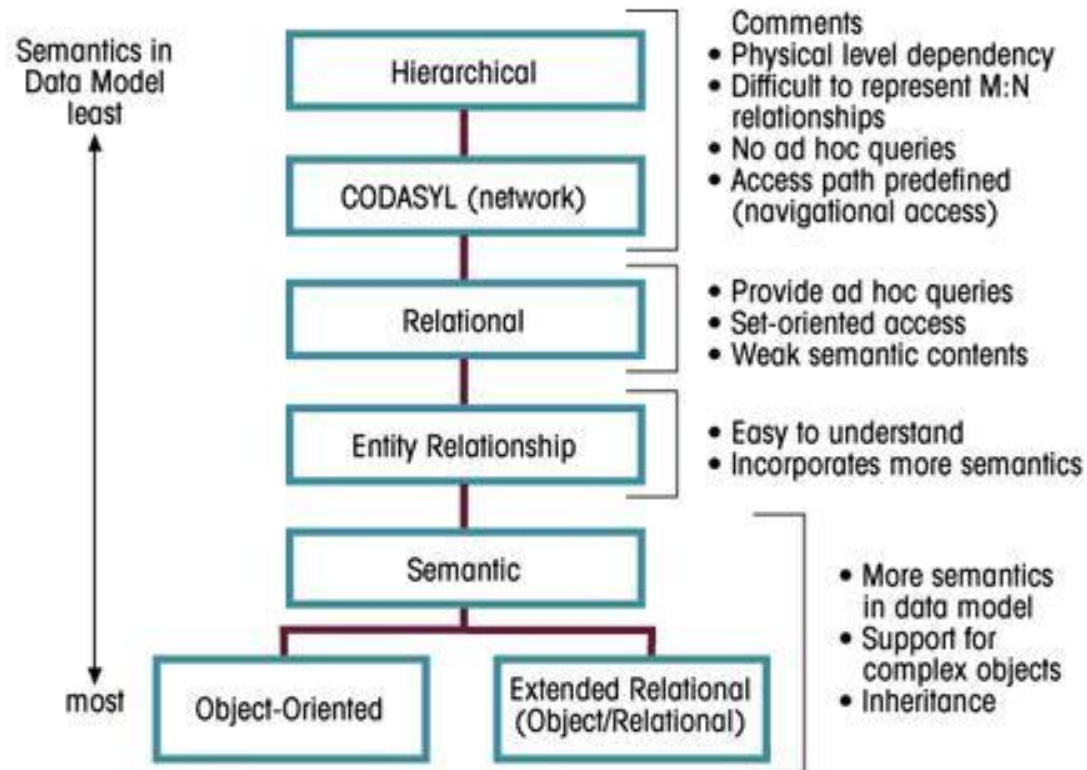 Semantics in
Data Model
least
most
Hierarchical
CODASYL (network)
Relational
Entity Relationship
Semantic
Object-Oriented
Extended Relational
(Object/Relational)
Comments
• Physical level dependency
• Difficult to represent M:N
relationships
• No ad hoc queries
• Access path predefined
(navigational access)
• Provide ad hoc queries
• Set-oriented access
• Weak semantic contents
• Easy to understand
• Incorporates more semantics
• More semantics
in data model
• Support for
complex objects
• Inheritance